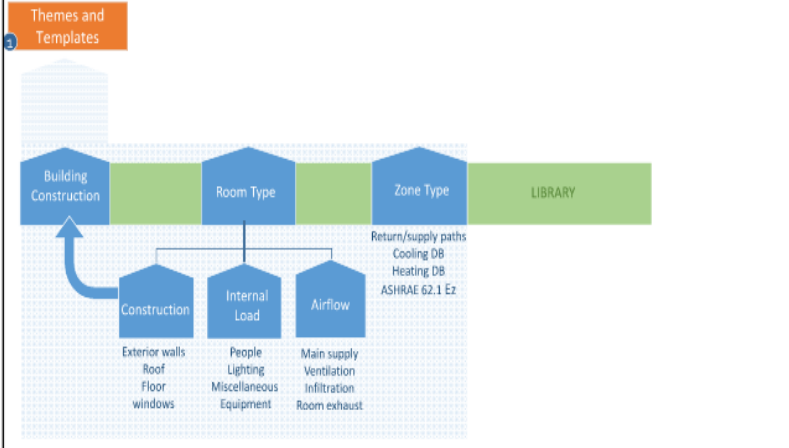 Themes and
Templates
1
Building
Construction
Room Type
Zone Type
LIBRARY
Return/supply paths
Cooling DB
Heating DB
ASHRAE 62.1 Ez
Construction
Internal
Load
Airflow
Exterior walls
Roof
Floor
windows
People
Lighting
Miscellaneous
Equipment
Main supply
Ventilation
Infiltration
Room exhaust